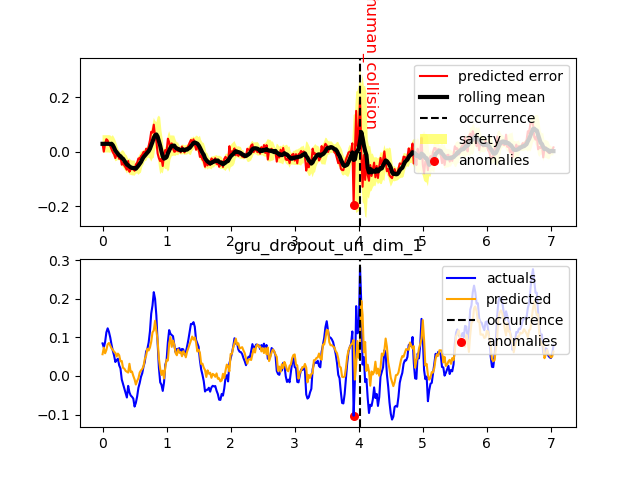 human_collision
predicted error
rolling mean
occurrence
safety
anomalies
0.2
0.0
−0.2
0 1 2 3 4 5 6 7
gru_dropout_uni_dim_1
actuals
predicted
occurrence
anomalies
0.3
0.2
0.1
0.0
−0.1
0 1 2 3 4 5 6 7